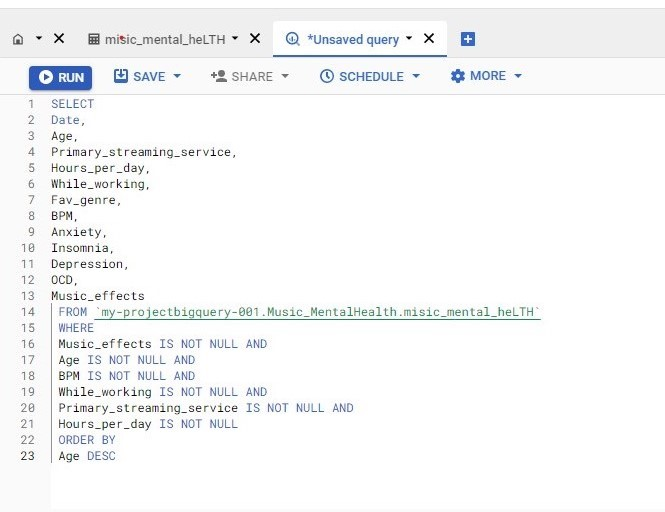 misic_mental_heLTH
*Unsaved query
RUN SAVE SHARE SCHEDULE MORE
1 SELECT
2 Date,
3 Age,
4 Primary_streaming_service,
5 Hours_per_day,
6 While_working,
7 Fav_genre,
8 BPM,
9 Anxiety,
10 Insomnia,
11 Depression,
12 OCD,
13 Music_effects
14 FROM `my-projectbigquery-001.Music_MentalHealth.misic_mental_heLTH`
15 WHERE
16 Music_effects IS NOT NULL AND
17 Age IS NOT NULL AND
18 BPM IS NOT NULL AND
19 While_working IS NOT NULL AND
20 Primary_streaming_service IS NOT NULL AND
21 Hours_per_day IS NOT NULL
22 ORDER BY
23 Age DESC